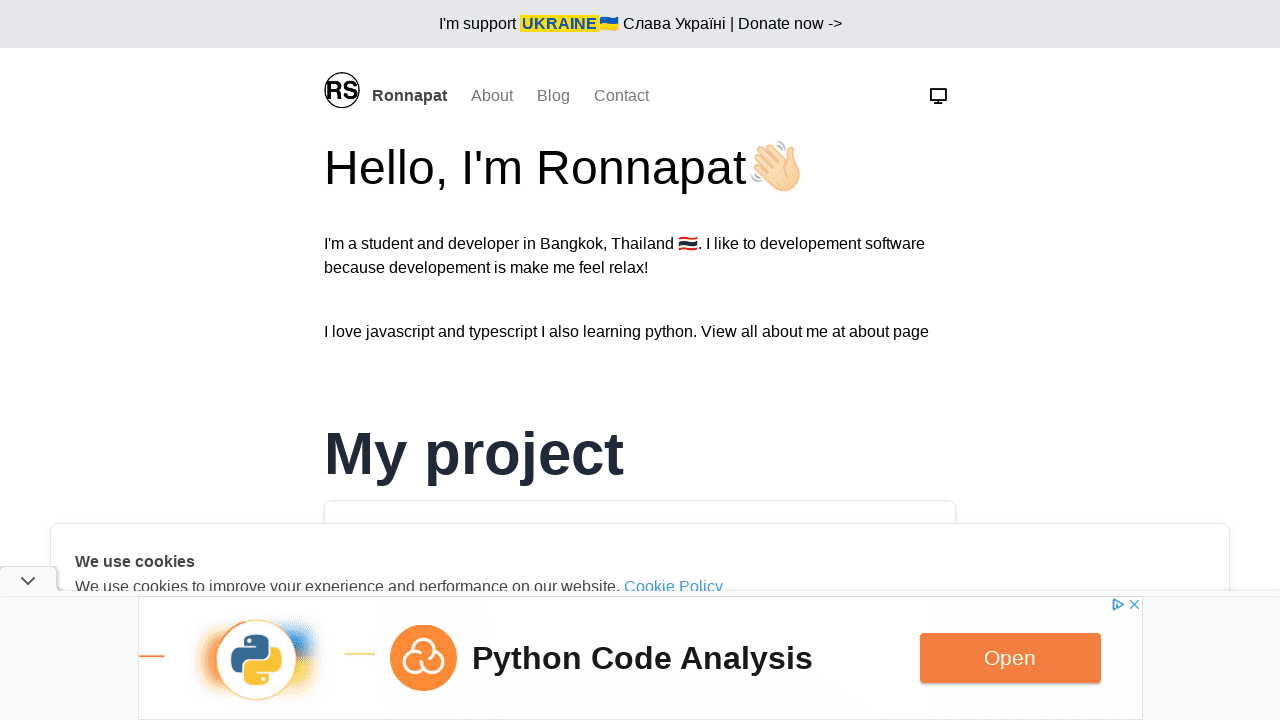 I'm support UKRAINE🇺🇦 Слава Україні | Donate now ->
RS Ronnapat About Blog Contact
Hello, I'm Ronnapat👋🏻
I'm a student and developer in Bangkok, Thailand 🇹🇭. I like to developement software
because developement is make me feel relax!
I love javascript and typescript I also learning python. View all about me at about page
My project
We use cookies
We use cookies to improve your experience and performance on our website. Cookie Policy
Python Code Analysis
Open